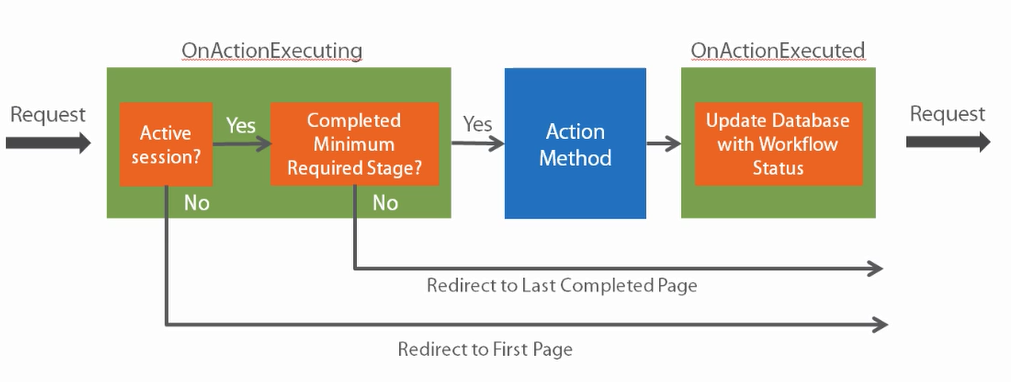 OnActionExecuting
OnActionExecuted
Request
Active
session?
Yes
Completed
Minimum
Required Stage?
Yes
Action
Method
Update Database
with Workflow
Status
Request
No
No
Redirect to Last Completed Page
Redirect to First Page